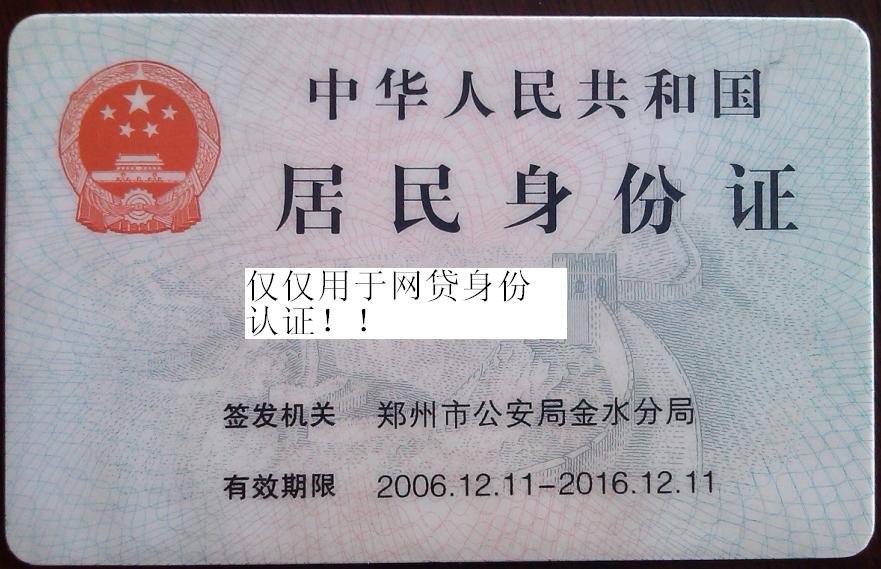 中华人民共和国
居民身份证
仅仅用于网贷身份
认证！！
签发机关 郑州市公安局金水分局
有效期限 2006.12.11-2016.12.11